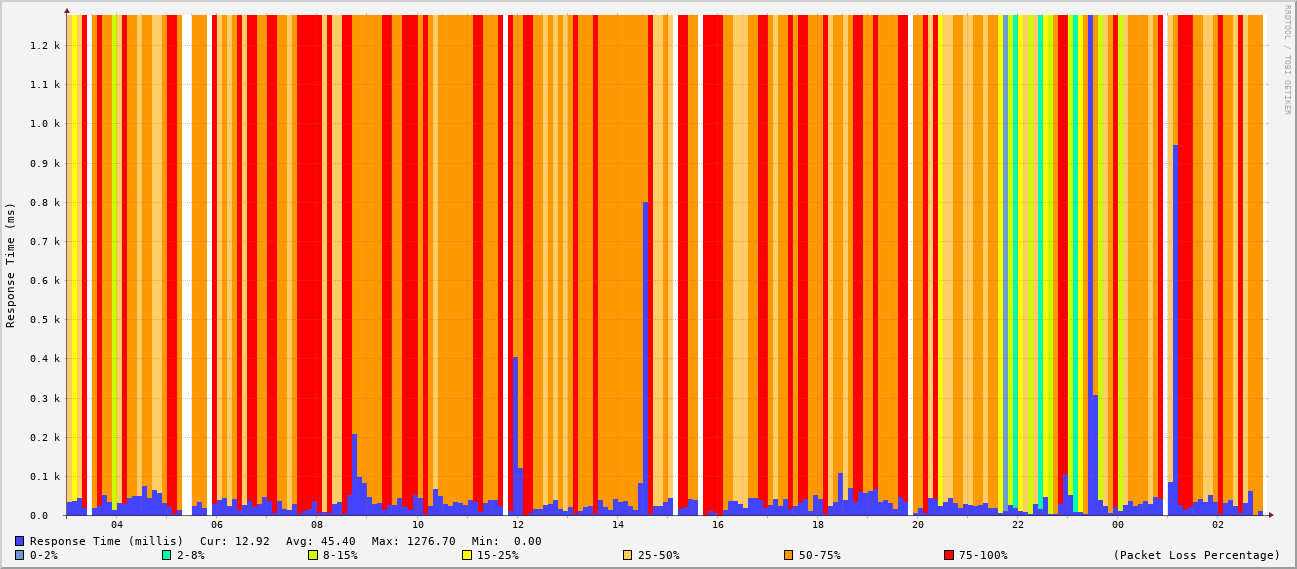 RRDTOOL / TOBI OETIKER
Response Time (ms)
1.2 k
1.1 k
1.0 k
0.9 k
0.8 k
0.7 k
0.6 k
0.5 k
0.4 k
0.3 k
0.2 k
0.1 k
0.0
04 06 08 10 12 14 16 18 20 22 00 02
Response Time (millis) Cur: 12.92 Avg: 45.40 Max: 1276.70 Min: 0.00
0-2% 2-8% 8-15% 15-25% 25-50% 50-75% 75-100% (Packet Loss Percentage)